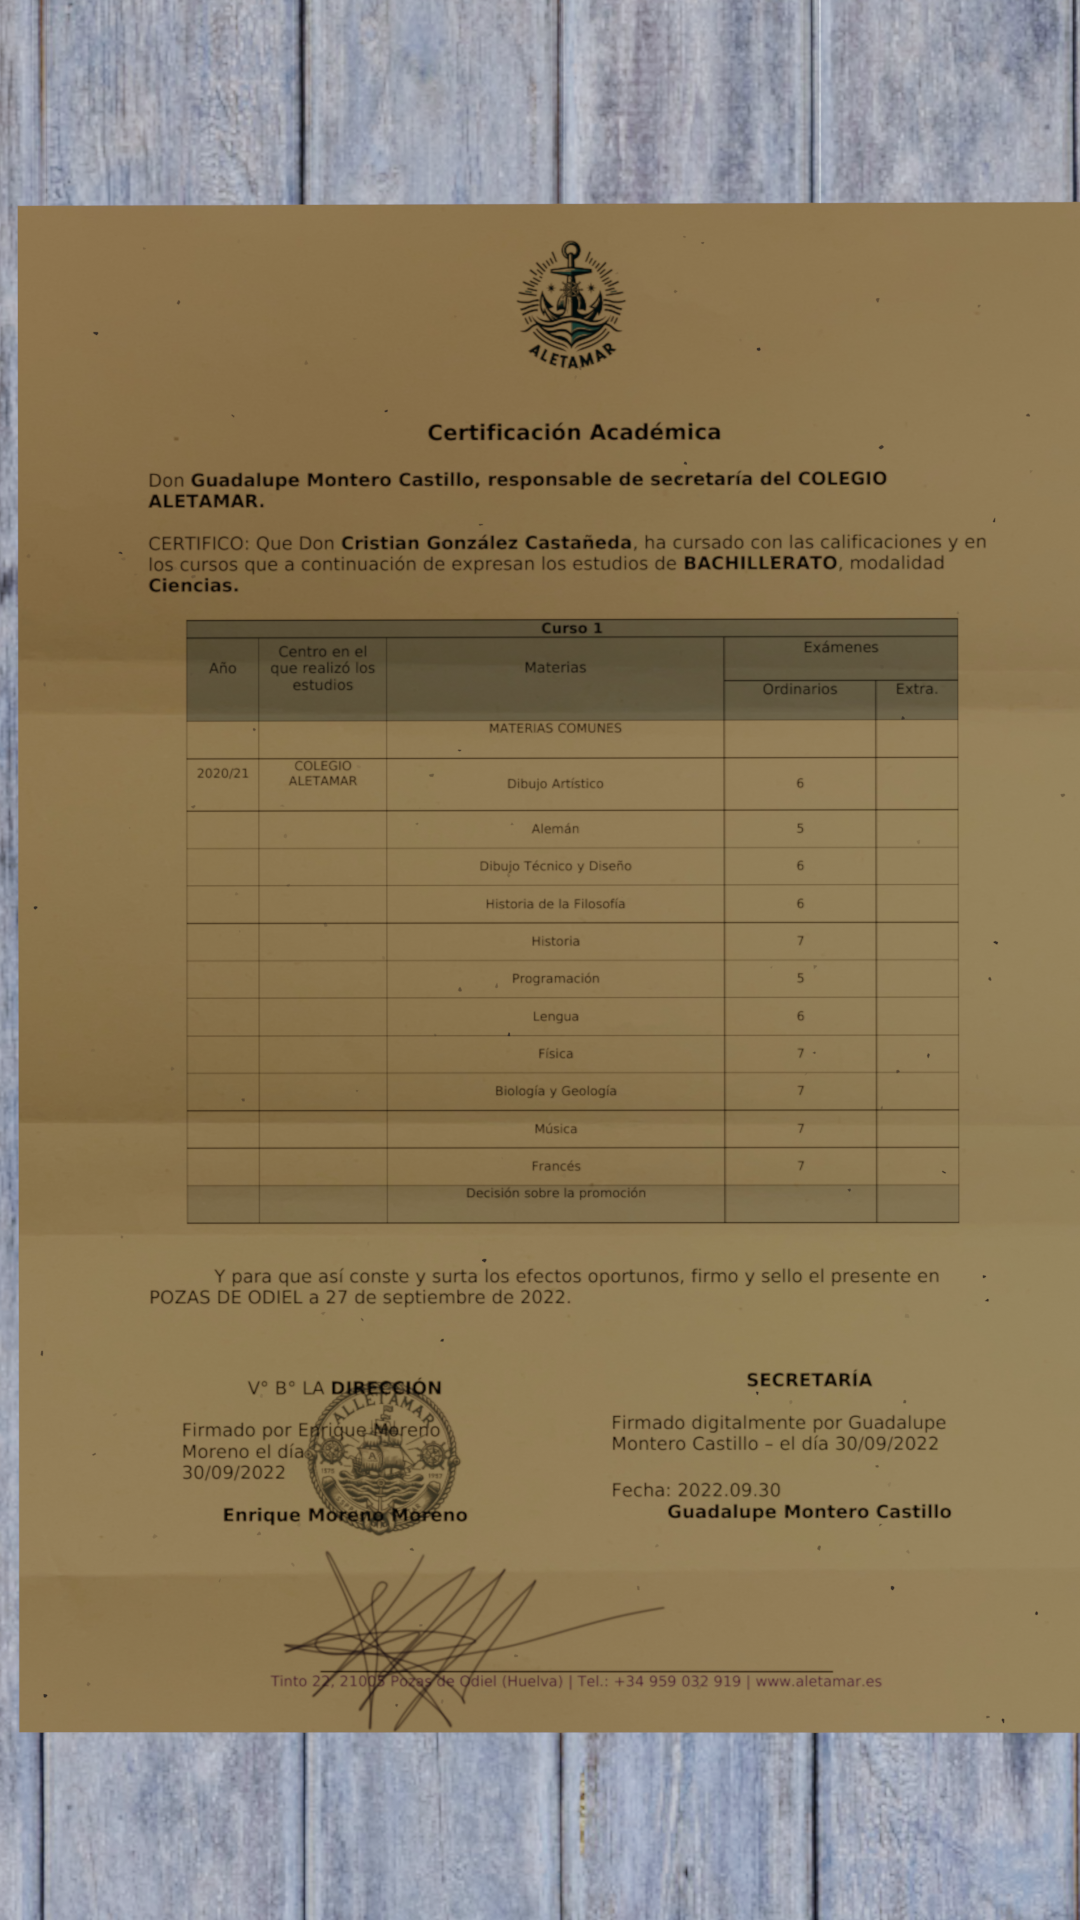 ALETAMAR
Certificación Académica
Don Guadalupe Montero Castillo, responsable de secretaría del COLEGIO
ALETAMAR.
CERTIFICO: Que Don Cristian González Castañeda, ha cursado con las calificaciones y en
los cursos que a continuación de expresan los estudios de BACHILLERATO, modalidad
Ciencias.
Curso 1
Año Centro en el que realizó los estudios Materias Exámenes
Ordinarios Extra.
MATERIAS COMUNES
2020/21 COLEGIO ALETAMAR Dibujo Artístico 6
Alemán 5
Dibujo Técnico y Diseño 6
Historia de la Filosofía 6
Historia 7
Programación 5
Lengua 6
Física 7
Biología y Geología 7
Música 7
Francés 7
Decisión sobre la promoción
Y para que así conste y surta los efectos oportunos, firmo y sello el presente en
POZAS DE ODIEL a 27 de septiembre de 2022.
V° B° LA DIRECCIÓN
ALLETAMAR
Firmado por Enrique Moreno
Moreno el día
30/09/2022
Enrique Moreno Moreno
SECRETARÍA
Firmado digitalmente por Guadalupe
Montero Castillo – el día 30/09/2022
Fecha: 2022.09.30
Guadalupe Montero Castillo
Tinto 22, 21005 Pozas de Odiel (Huelva) | Tel.: +34 959 032 919 | www.aletamar.es